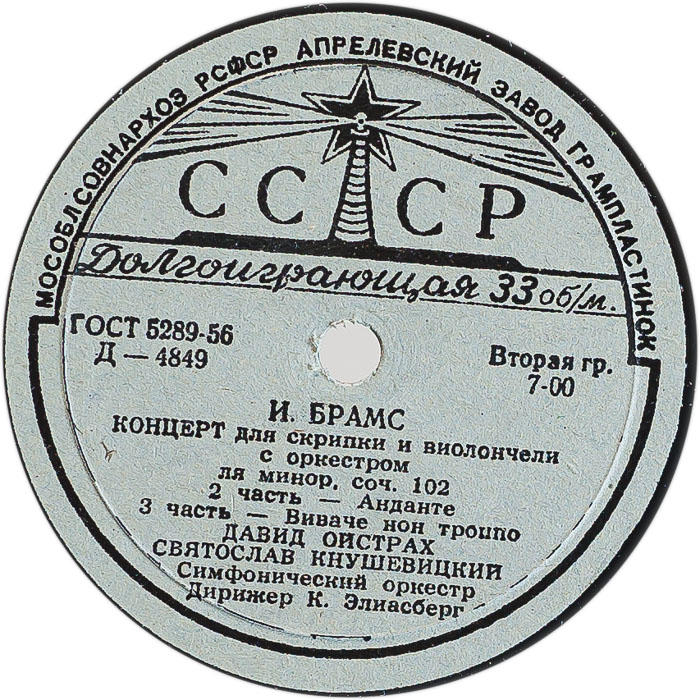 МОСОБЛСОВНАРХОЗ РСФСР АПРЕЛЕВСКИЙ ЗАВОД ГРАМПЛАСТИНОК
СССР
Долгоиграющая 33 об/м.
ГОСТ 5289-56
Д — 4849
Вторая гр.
7-00
И. БРАМС
КОНЦЕРТ для скрипки и виолончели
с оркестром
ля минор, соч. 102
2 часть — Анданте
3 часть — Виваче нон троппо
ДАВИД ОЙСТРАХ
СВЯТОСЛАВ КНУШЕВИЦКИЙ
Симфонический оркестр
Дирижер К. Элиасберг